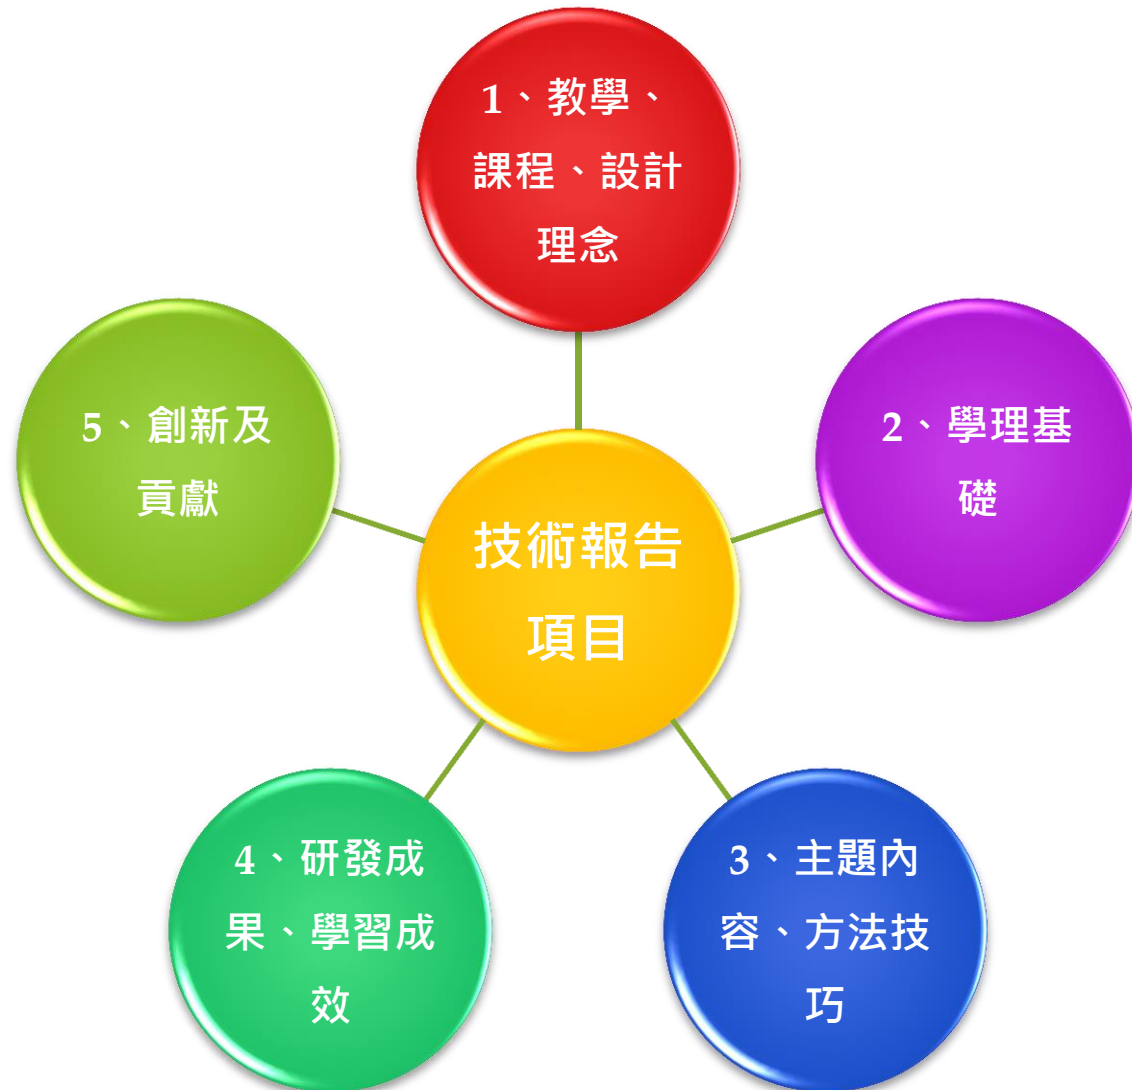 1、教學、
課程、設計
理念
2、學理基
礎
3、主題內
容、方法技
巧
4、研發成
果、學習成
效
5、創新及
貢獻
技術報告
項目